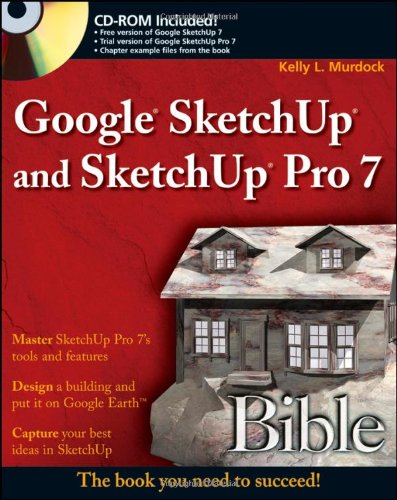 CD-ROM Included!
• Free version of Google SketchUp 7
• Trial version of Google SketchUp Pro 7
• Chapter example files from the book
Kelly L. Murdock
Google® SketchUp®
and SketchUp® Pro 7
Master SketchUp Pro 7's
tools and features
Design a building and
put it on Google Earth™
Capture your best
ideas in SketchUp
Bible
The book you need to succeed!